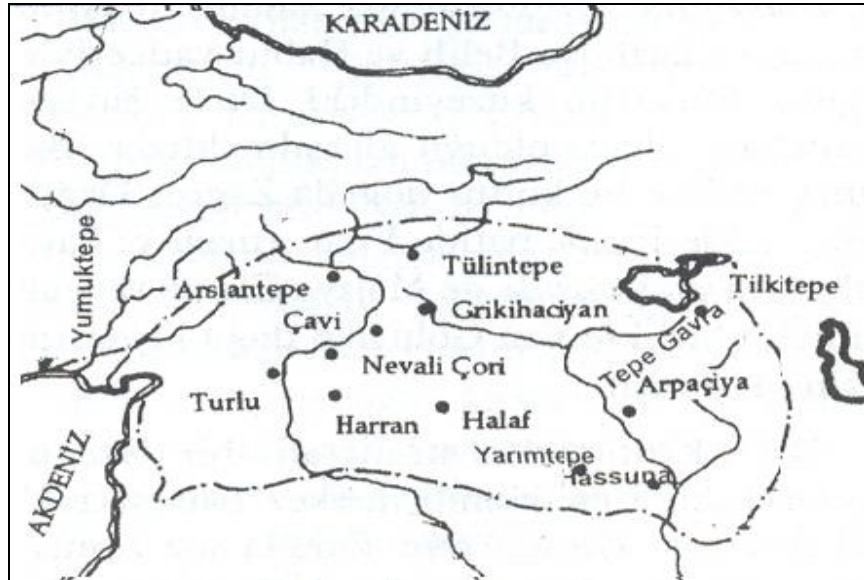 KARADENİZ
Yumuktepe
Arslantepe
Tülintepe
Tilkitepe
Grikihaciyan
Çavi
Tepe Gavra
Nevali Çori
Arpaçiya
Turlu
Harran
Halaf
Yarımtepe
Hassuna
AKDENİZ